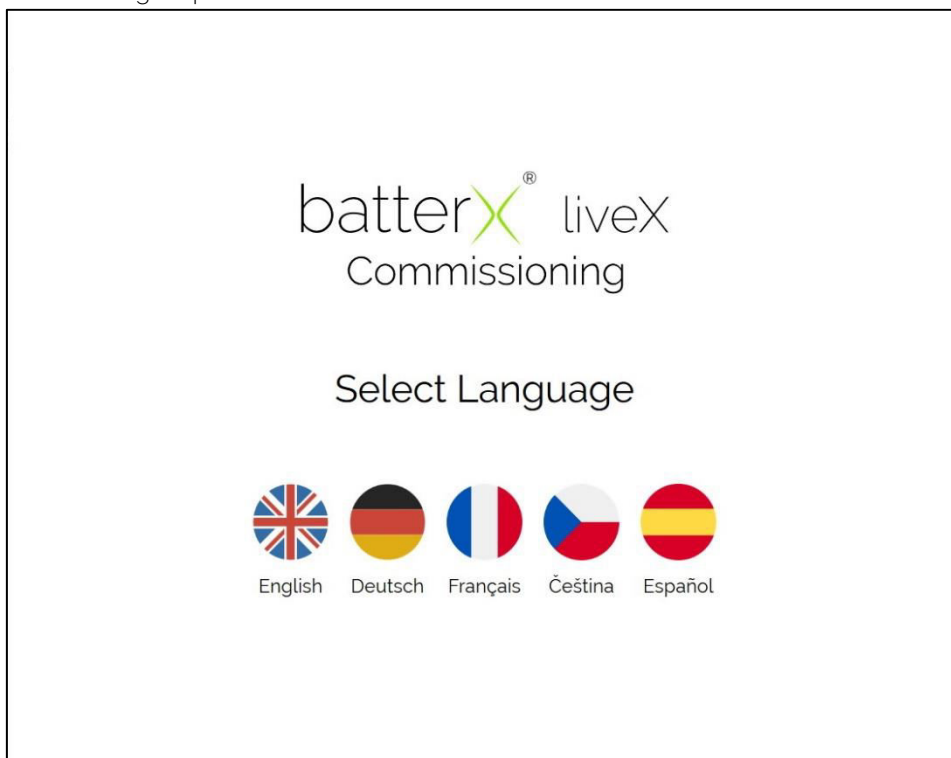 batterX® liveX
Commissioning
Select Language
English Deutsch Français Čeština Español